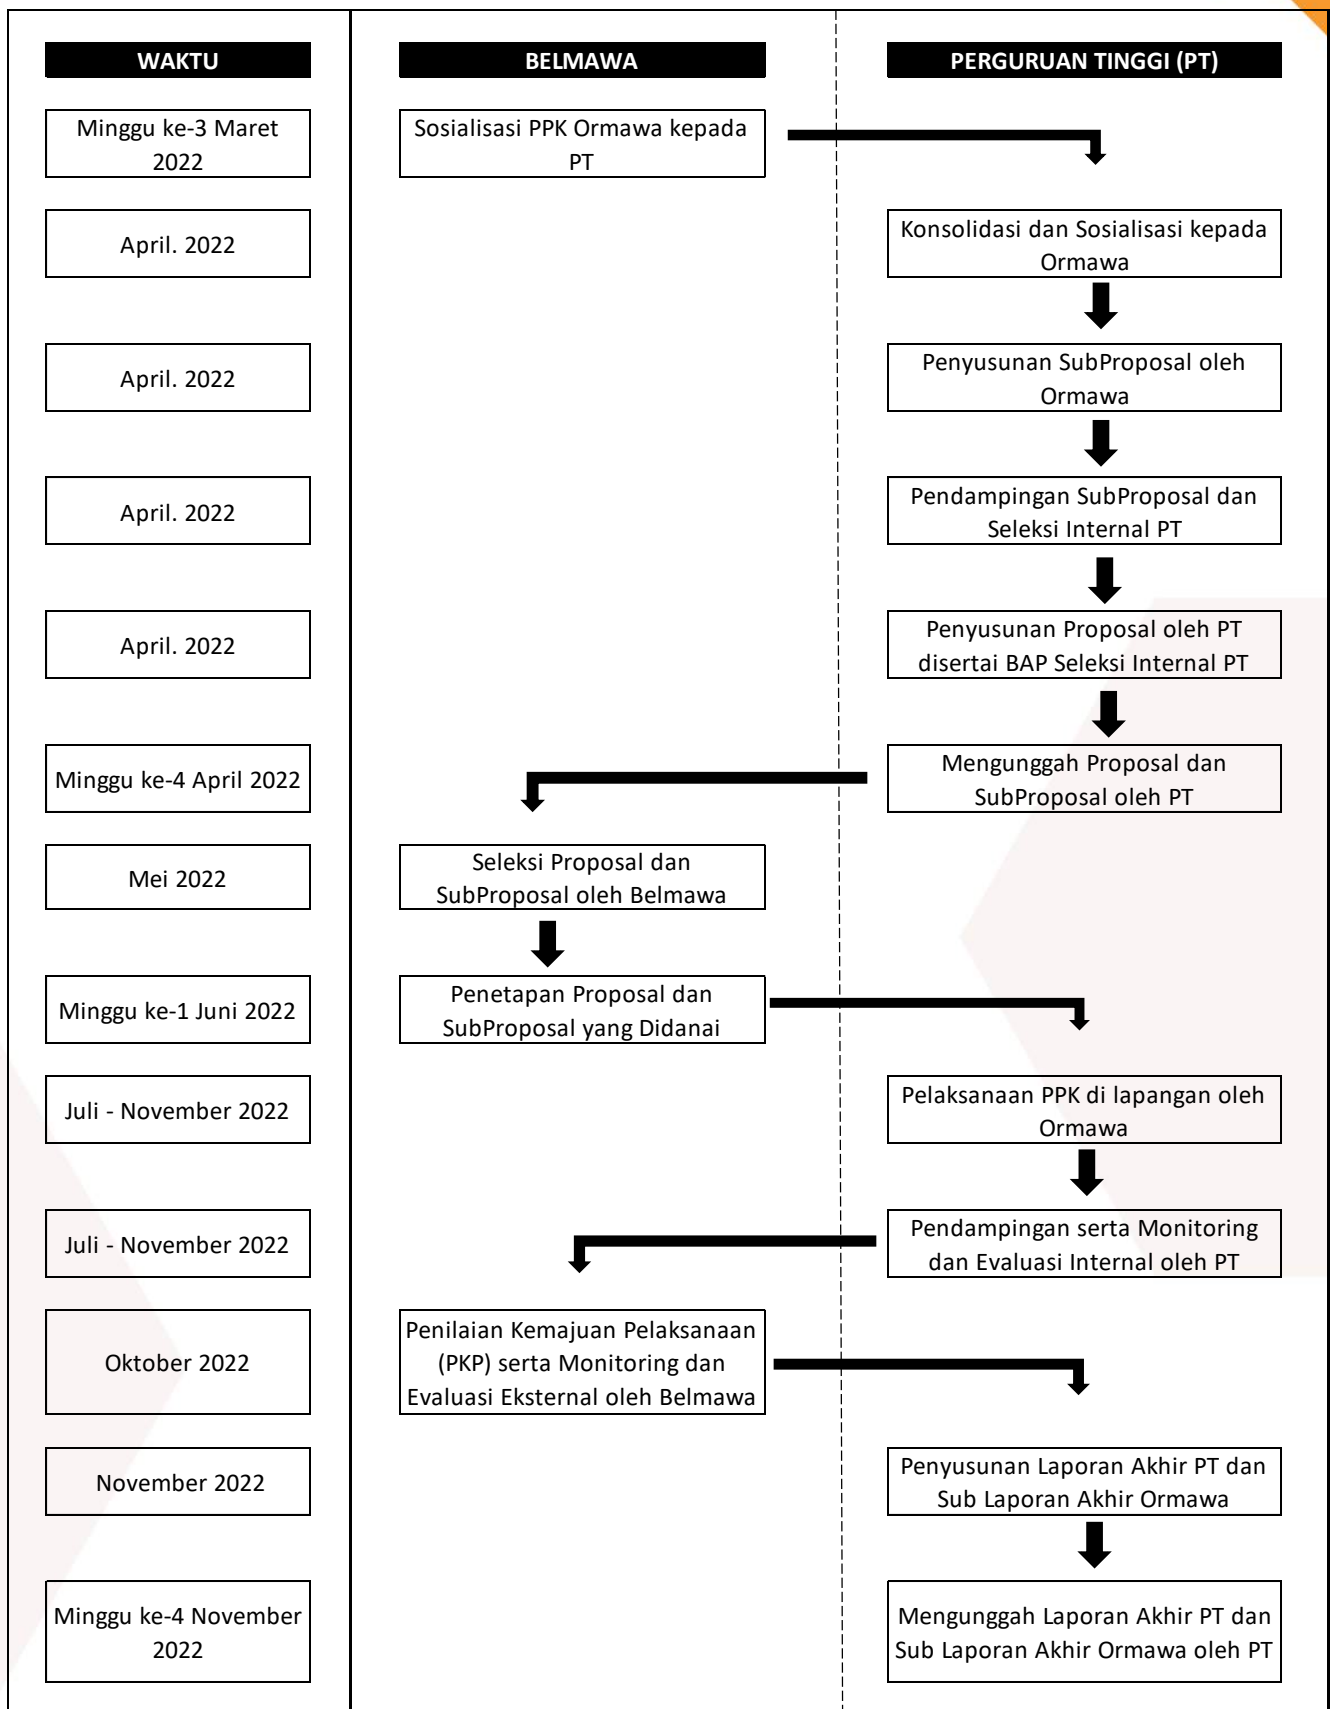 WAKTU
BELMAWA
PERGURUAN TINGGI (PT)
Minggu ke-3 Maret
2022
Sosialisasi PPK Ormawa kepada
PT
April. 2022
Konsolidasi dan Sosialisasi kepada
Ormawa
April. 2022
Penyusunan SubProposal oleh
Ormawa
April. 2022
Pendampingan SubProposal dan
Seleksi Internal PT
April. 2022
Penyusunan Proposal oleh PT
disertai BAP Seleksi Internal PT
Minggu ke-4 April 2022
Mengunggah Proposal dan
SubProposal oleh PT
Mei 2022
Seleksi Proposal dan
SubProposal oleh Belmawa
Minggu ke-1 Juni 2022
Penetapan Proposal dan
SubProposal yang Didanai
Juli - November 2022
Pelaksanaan PPK di lapangan oleh
Ormawa
Juli - November 2022
Pendampingan serta Monitoring
dan Evaluasi Internal oleh PT
Oktober 2022
Penilaian Kemajuan Pelaksanaan
(PKP) serta Monitoring dan
Evaluasi Eksternal oleh Belmawa
November 2022
Penyusunan Laporan Akhir PT dan
Sub Laporan Akhir Ormawa
Minggu ke-4 November
2022
Mengunggah Laporan Akhir PT dan
Sub Laporan Akhir Ormawa oleh PT